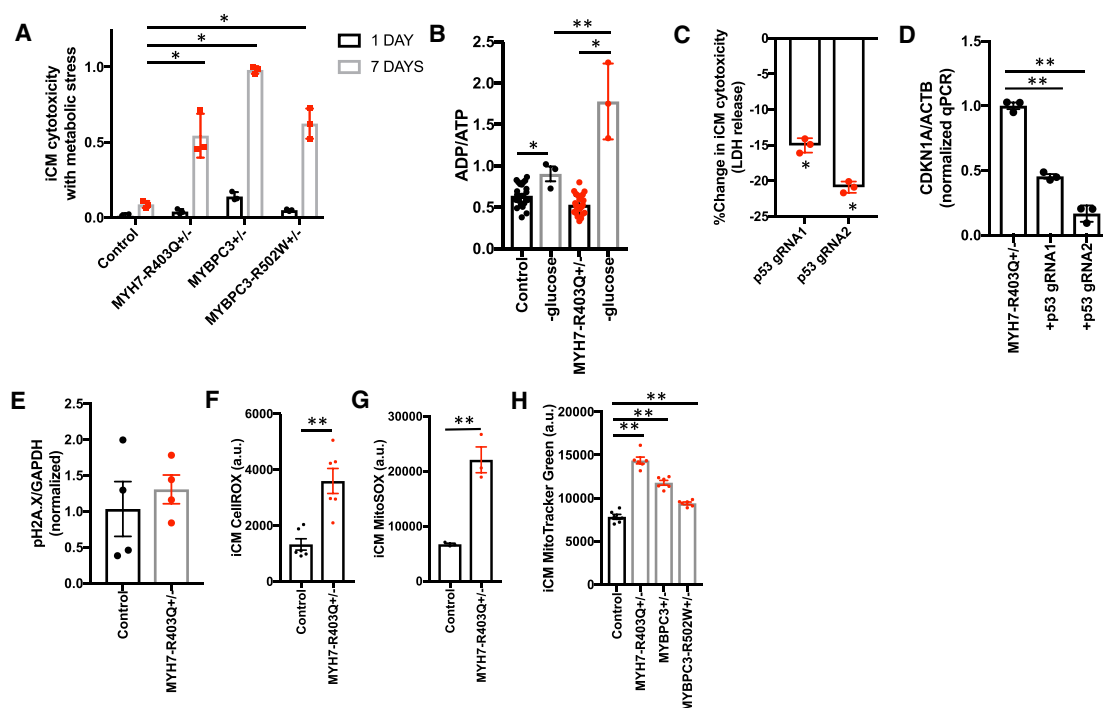 A
iCM cytotoxicity
with metabolic stress
1.0
0.5
0.0
*
*
*
Control
MYH7-R403Q+/-
MYBPC3+/-
MYBPC3-R502W+/-
1 DAY
7 DAYS
B
ADP/ATP
2.5
2.0
1.5
1.0
0.5
0.0
**
*
*
Control
-glucose
MYH7-R403Q+/-
-glucose
C
%Change in iCM cytotoxicity
(LDH release)
0
-5
-10
-15
-20
-25
*
*
p53 gRNA1
p53 gRNA2
D
CDKN1A/ACTB
(normalized qPCR)
1.5
1.0
0.5
0.0
**
**
MYH7-R403Q+/-
+p53 gRNA1
+p53 gRNA2
E
pH2A.X/GAPDH
(normalized)
2.5
2.0
1.5
1.0
0.5
0.0
Control
MYH7-R403Q+/-
F
iCM CellROX (a.u.)
6000
4000
2000
0
**
Control
MYH7-R403Q+/-
G
iCM MitoSOX (a.u.)
30000
20000
10000
0
**
Control
MYH7-R403Q+/-
H
iCM MitoTracker Green (a.u.)
20000
15000
10000
5000
0
**
**
**
Control
MYH7-R403Q+/-
MYBPC3+/-
MYBPC3-R502W+/-